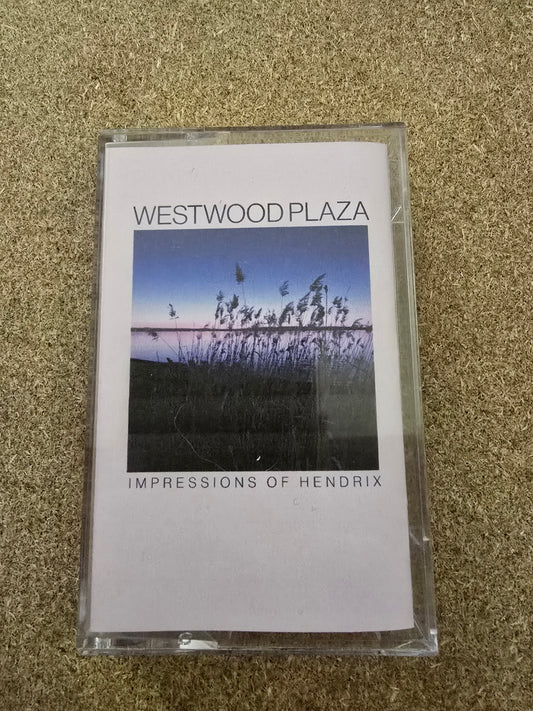 WESTWOOD PLAZA
IMPRESSIONS OF HENDRIX